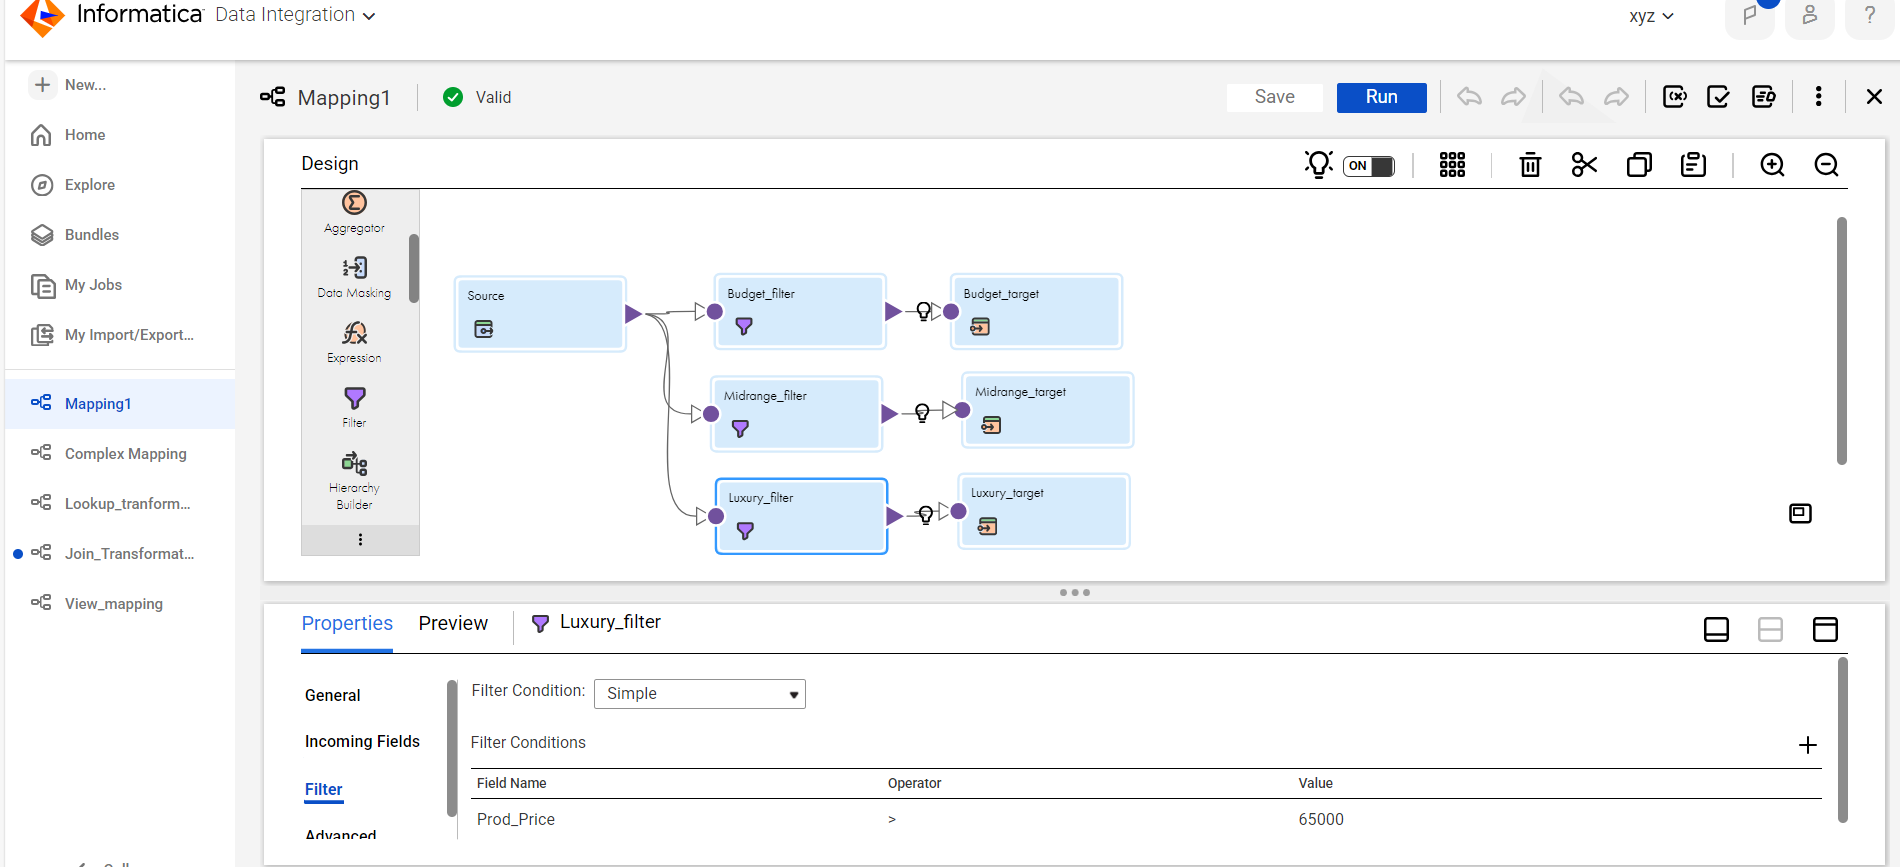 Informatica Data Integration
xyz
?
New...
Home
Explore
Bundles
My Jobs
My Import/Export...
Mapping1
Complex Mapping
Lookup_tranform...
Join_Transformat...
View_mapping
Mapping1 Valid Save Run
Design ON
Aggregator
Data Masking
Expression
Filter
Hierarchy
Builder
Source
Budget_filter
Budget_target
Midrange_filter
Midrange_target
Luxury_filter
Luxury_target
Properties Preview Luxury_filter
General
Incoming Fields
Filter
Advanced
Filter Condition: Simple
Filter Conditions
Field Name Operator Value
Prod_Price > 65000